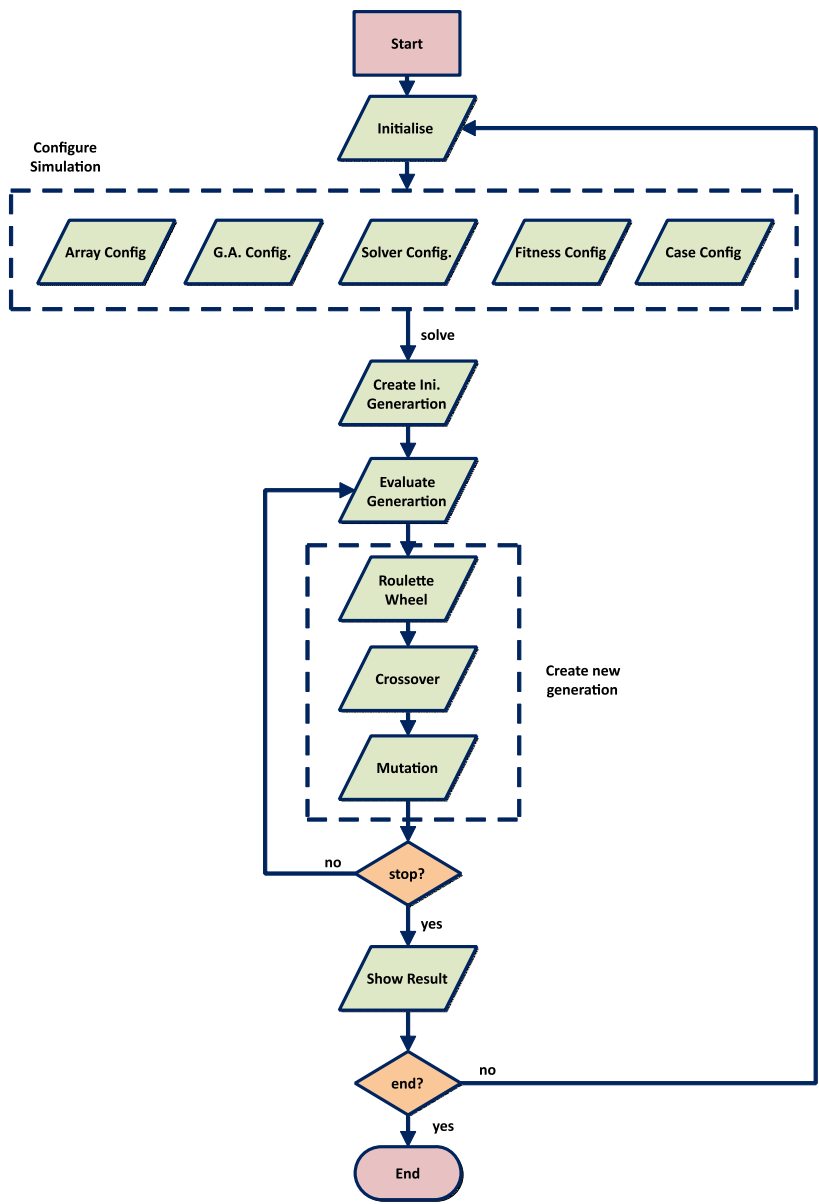 Start
Initialise
Configure
Simulation
Array Config
G.A. Config.
Solver Config.
Fitness Config
Case Config
solve
Create Ini.
Generartion
Evaluate
Generartion
Roulette
Wheel
Crossover
Create new
generation
Mutation
no
stop?
yes
Show Result
no
end?
yes
End